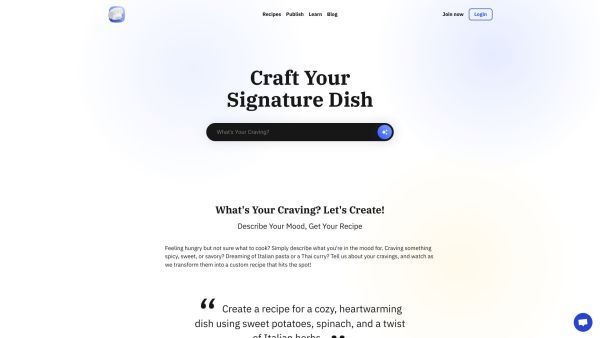 Recipes Publish Learn Blog
Join now Login
Craft Your
Signature Dish
What's Your Craving?
What's Your Craving? Let's Create!
Describe Your Mood, Get Your Recipe
Feeling hungry but not sure what to cook? Simply describe what you're in the mood for. Craving something
spicy, sweet, or savory? Dreaming of Italian pasta or a Thai curry? Tell us about your cravings, and watch as
we transform them into a custom recipe that hits the spot!
“ Create a recipe for a cozy, heartwarming
dish using sweet potatoes, spinach, and a twist
of Italian herbs. ”